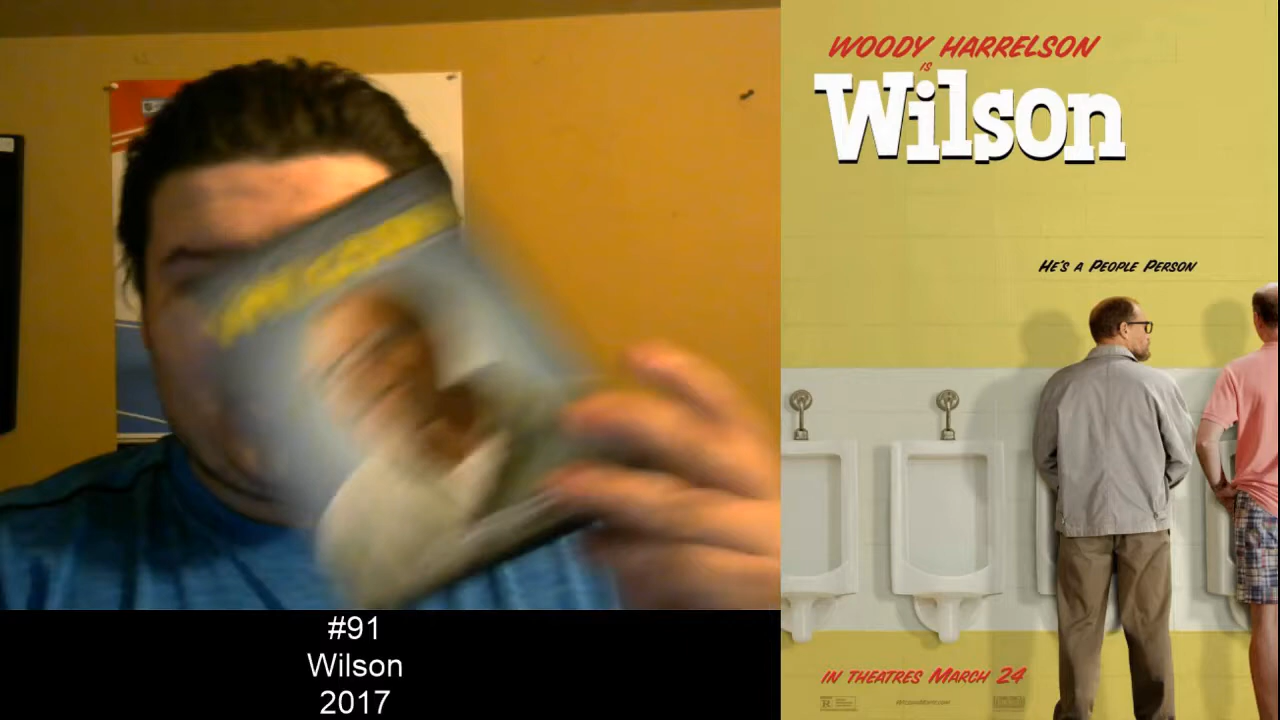 #91
Wilson
2017
WOODY HARRELSON
IS
Wilson
HE'S A PEOPLE PERSON
IN THEATRES MARCH 24
R